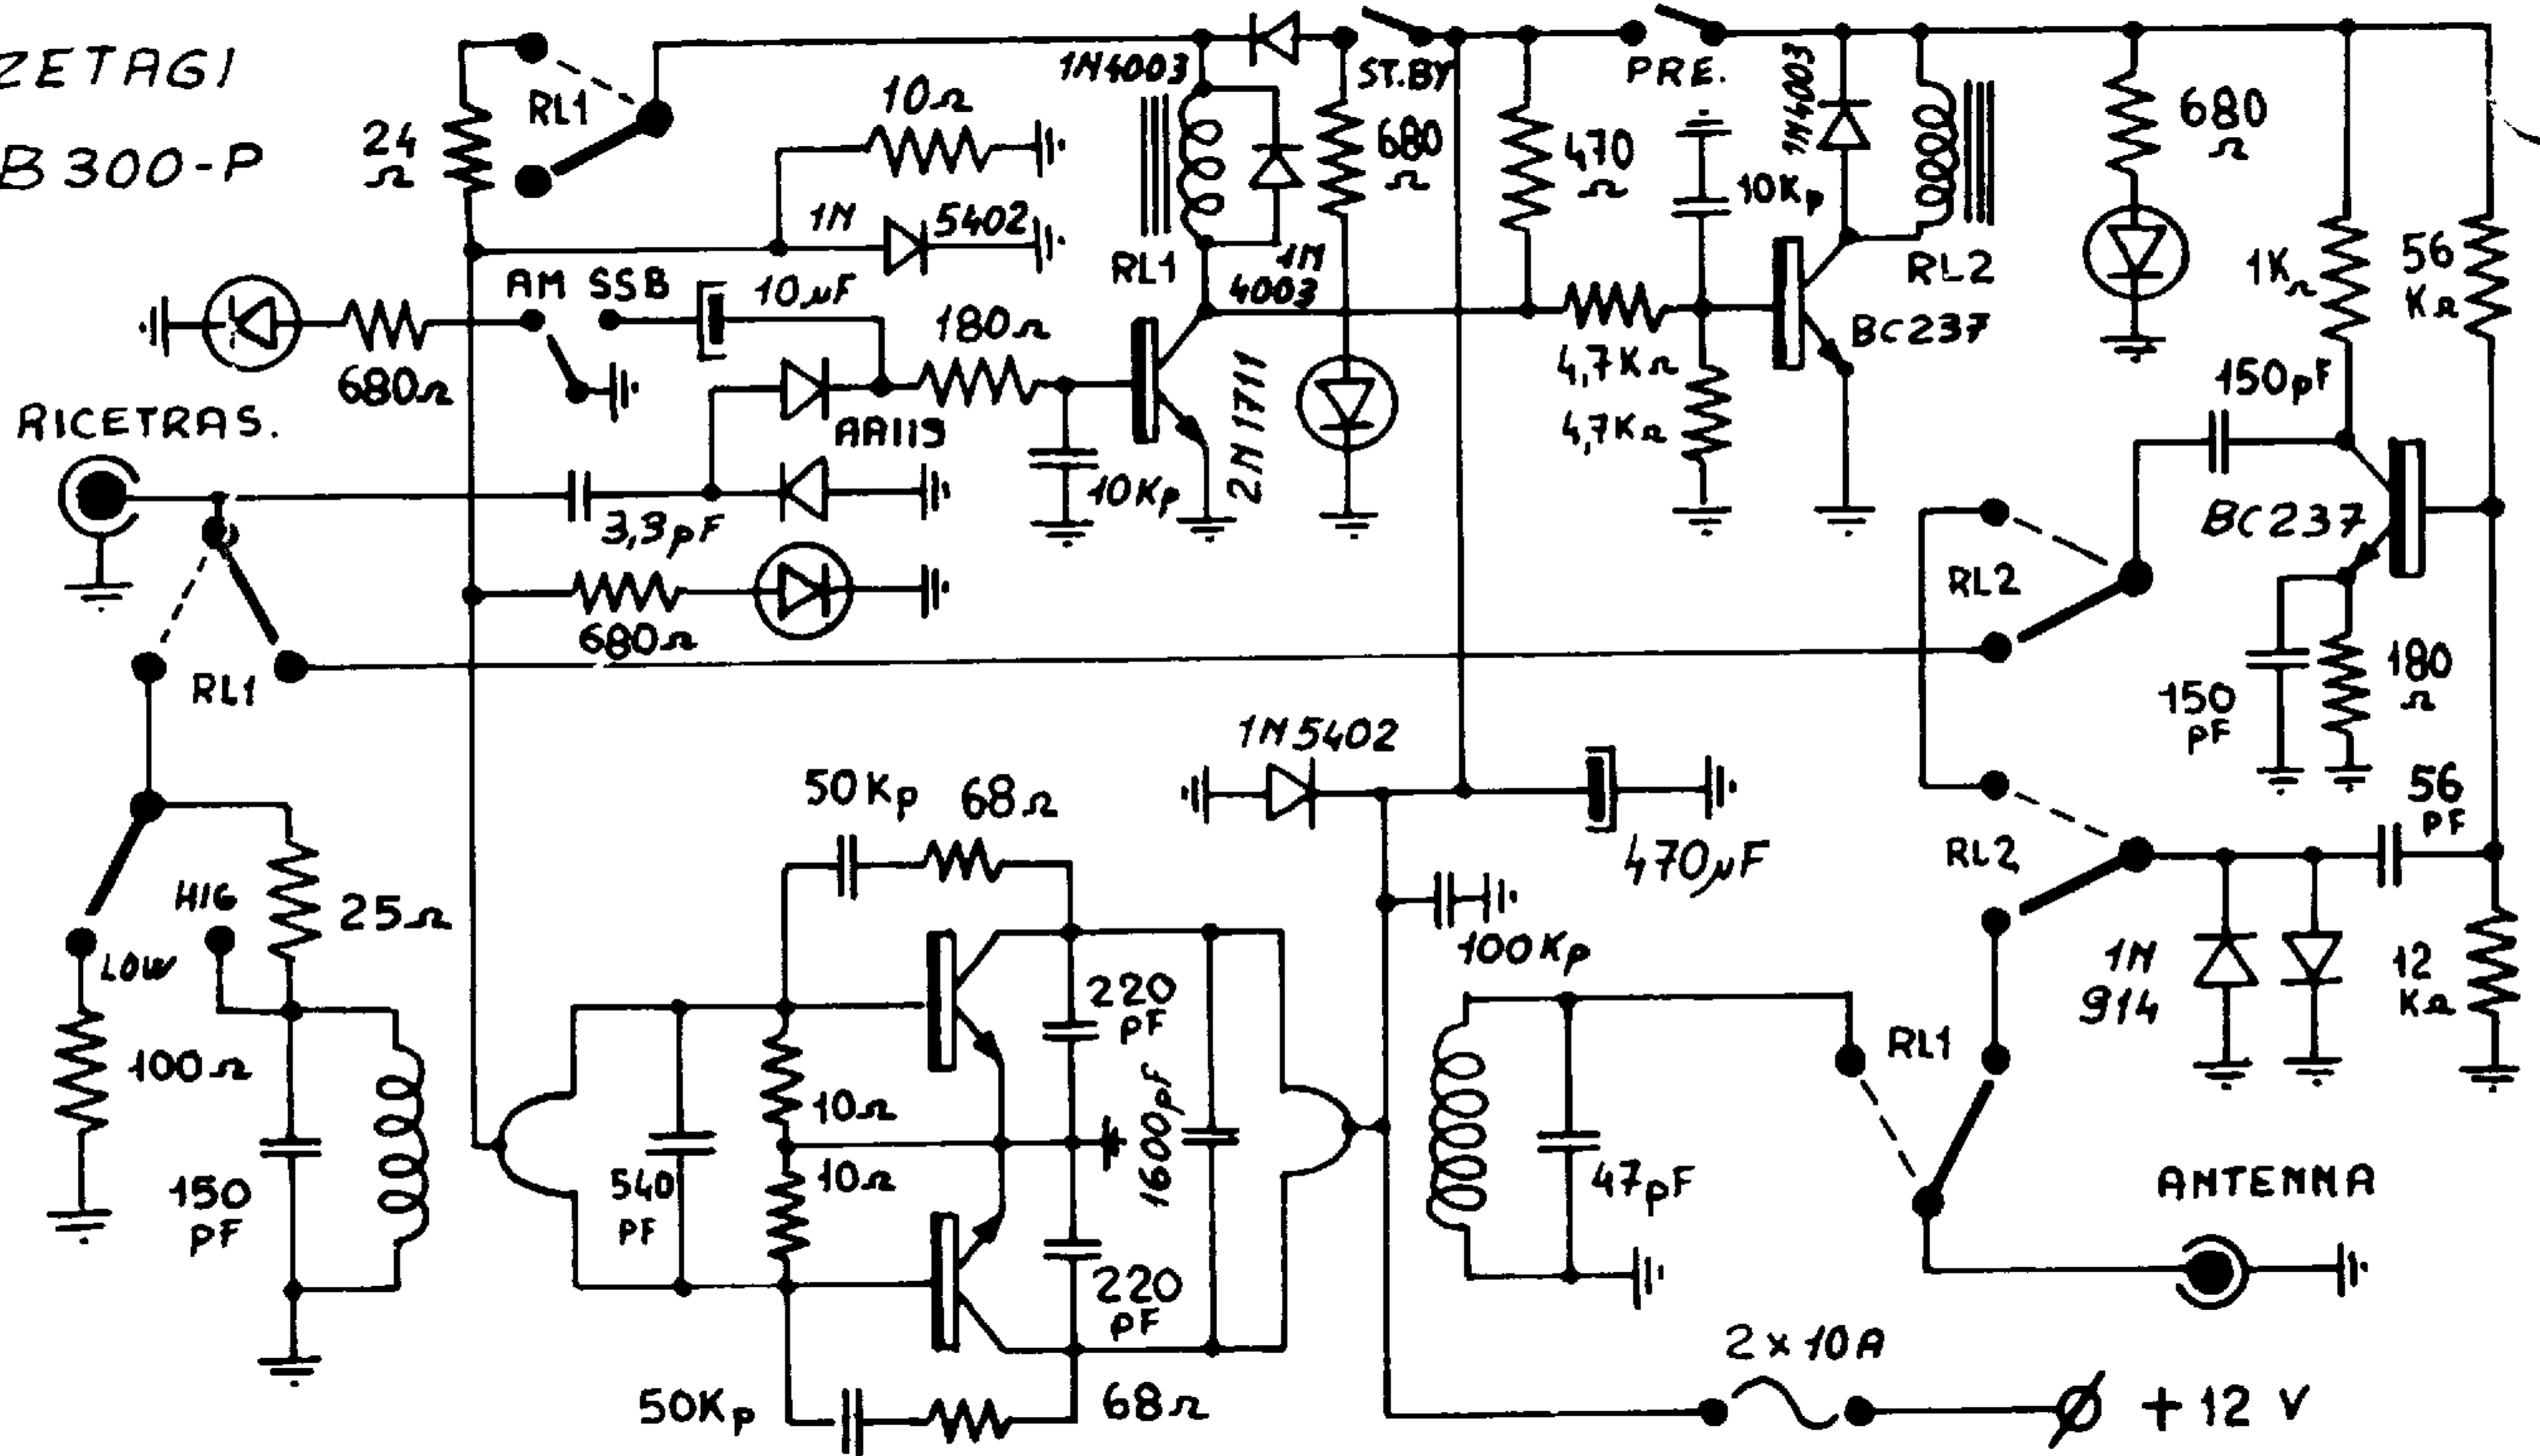 ZETAGI
B 300-P
24
Ω
RL1
10Ω
1N 5402
1N4003
RL1
1N
4003
680
Ω
ST.BY
470
Ω
PRE.
10Kp
1N4003
RL2
680
Ω
1K
Ω
56
KΩ
AM SSB
10µF
680Ω
180Ω
AA119
10Kp
2N1711
4,7KΩ
4,7KΩ
BC237
150pF
BC237
RICETRAS.
3,3pF
680Ω
RL1
RL2
150
PF
180
Ω
1N5402
470µF
56
PF
RL2
50Kp
68Ω
HIG
LOW
25Ω
100Ω
150
PF
540
PF
10Ω
10Ω
220
PF
1600pF
220
PF
100Kp
47pF
RL1
1N
914
12
KΩ
ANTENNA
50Kp
68Ω
2x10A
+12 V